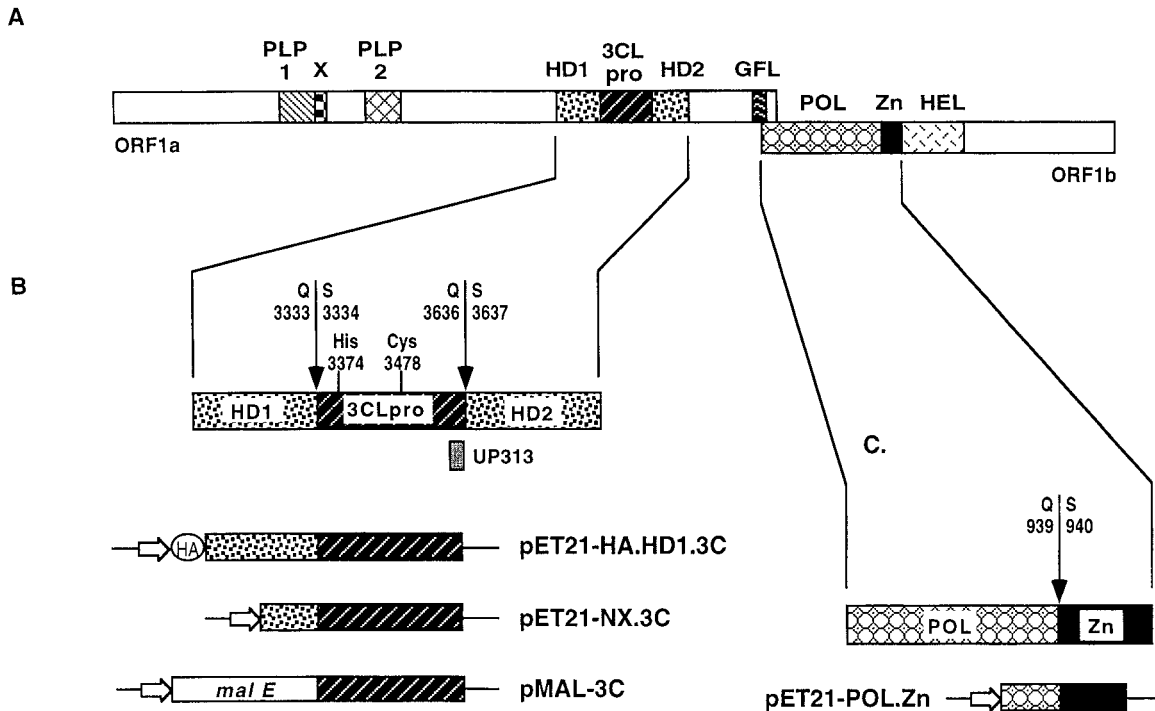 A
PLP 1
X
PLP 2
HD1
3CL pro
HD2
GFL
POL
Zn
HEL
ORF1a
ORF1b
B
Q S
3333 3334
Q S
3636 3637
His
3374
Cys
3478
HD1
3CLpro
HD2
UP313
C.
Q S
939 940
HA
pET21-HA.HD1.3C
pET21-NX.3C
POL
Zn
mal E
pMAL-3C
pET21-POL.Zn